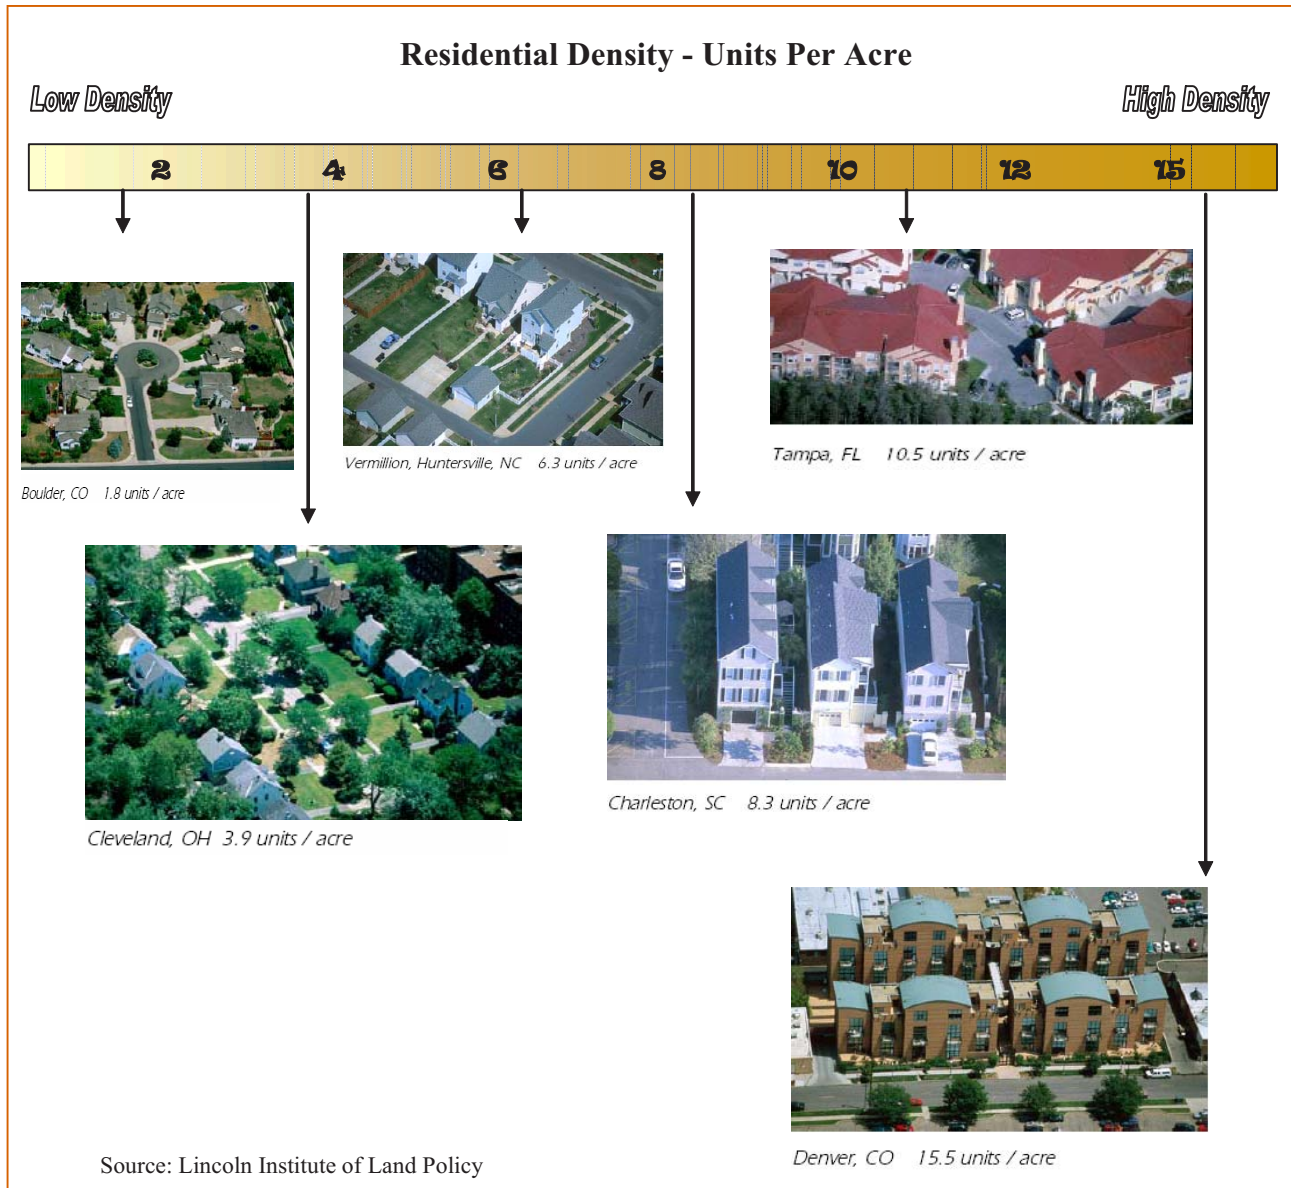 Residential Density - Units Per Acre
Low Density
High Density
2 4 6 8 10 12 15
Boulder, CO 1.8 units / acre
Vermillion, Huntersville, NC 6.3 units / acre
Tampa, FL 10.5 units / acre
Cleveland, OH 3.9 units / acre
Charleston, SC 8.3 units / acre
Denver, CO 15.5 units / acre
Source: Lincoln Institute of Land Policy